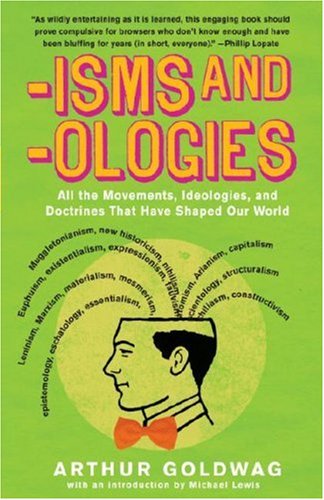 "As wildly entertaining as it is learned, this engaging book should
prove compulsive for browsers who don't know enough and have
been bluffing for years (in short, everyone)." —Phillip Lopate
-ISMS AND
-OLOGIES
All the Movements, Ideologies, and
Doctrines That Have Shaped Our World
Muggletonianism, new historicism, nihilism,
Euphuism, existentialism, expressionism,
Leninism, Marxism, materialism, mesmerism,
epistemology, eschatology, essentialism,
Arianism, capitalism
structuralism
constructivism
ARTHUR GOLDWAG
with an introduction by Michael Lewis